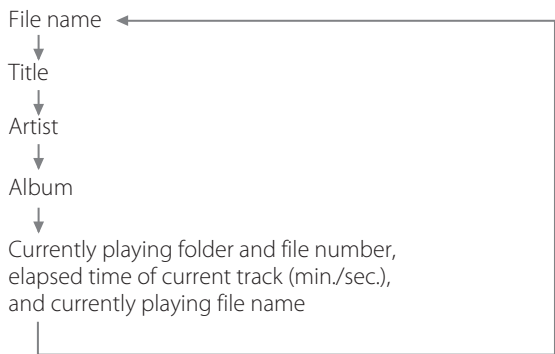 File name
Title
Artist
Album
Currently playing folder and file number,
elapsed time of current track (min./sec.),
and currently playing file name